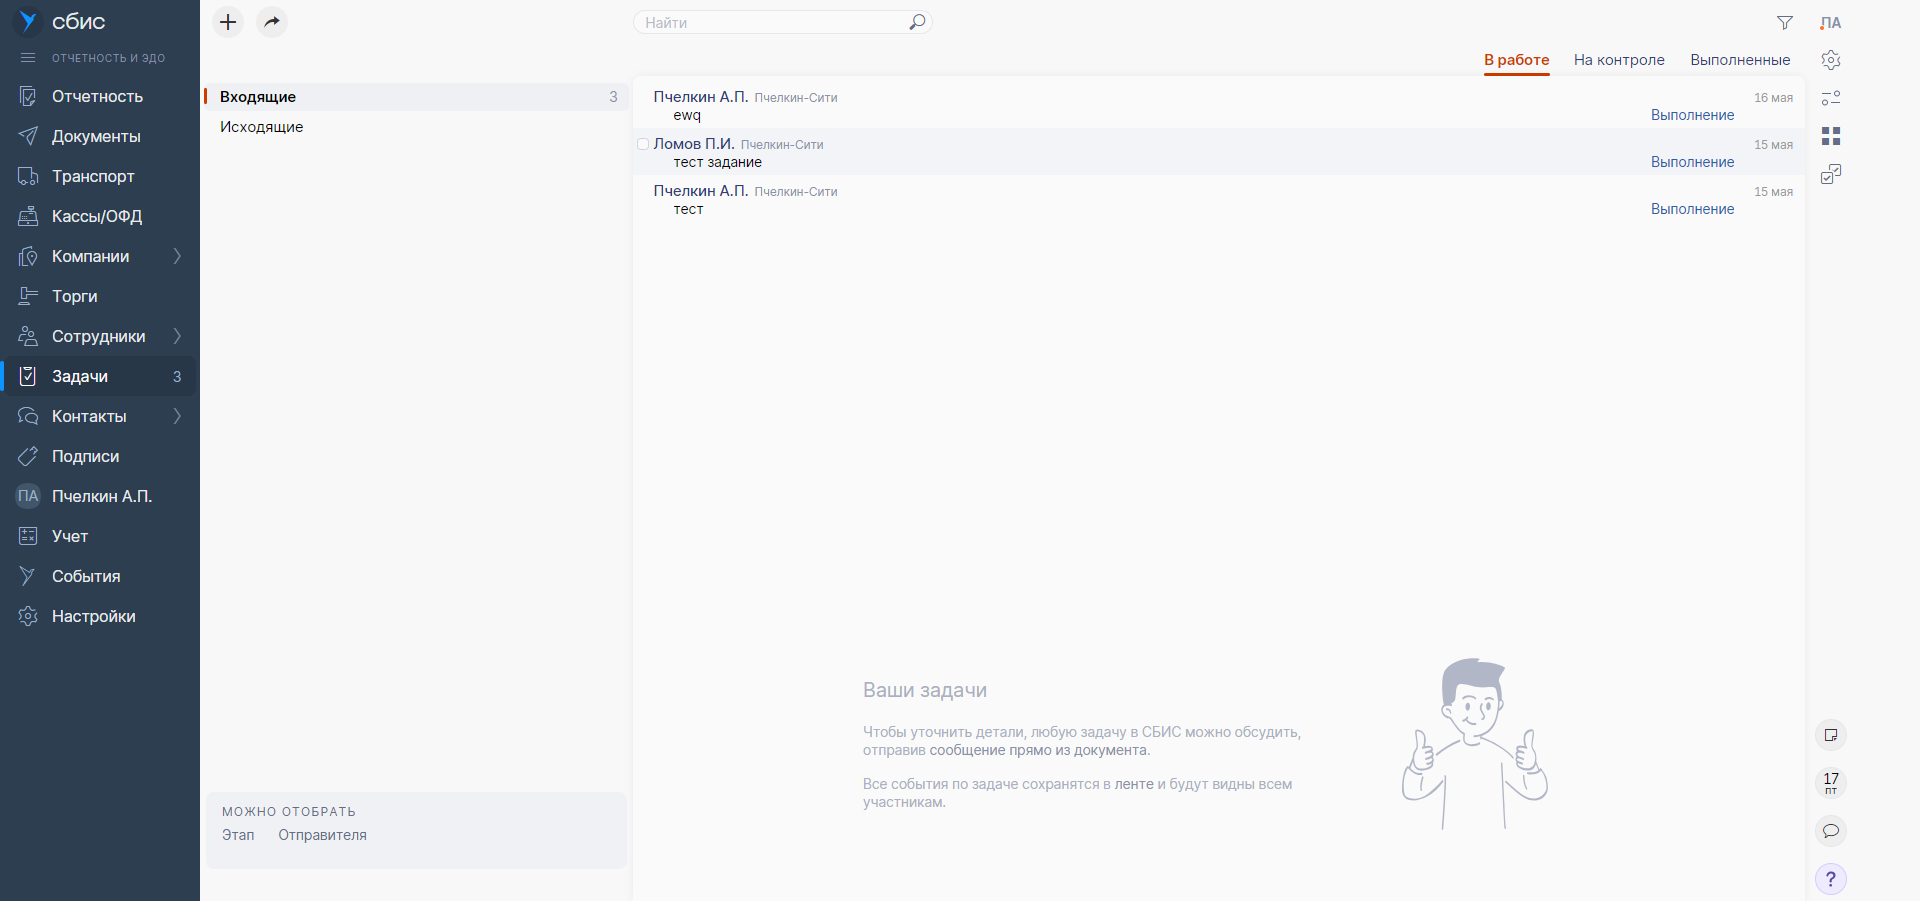 сбис
ОТЧЕТНОСТЬ И ЭДО
Отчетность
Документы
Транспорт
Кассы/ОФД
Компании
Торги
Сотрудники
Задачи 3
Контакты
Подписи
ПА Пчелкин А.П.
Учет
События
Настройки
Найти
ПА
В работе На контроле Выполненные
Входящие 3
Исходящие
Пчелкин А.П. Пчелкин-Сити 16 мая
ewq Выполнение
Ломов П.И. Пчелкин-Сити 15 мая
тест задание Выполнение
Пчелкин А.П. Пчелкин-Сити 15 мая
тест Выполнение
Ваши задачи
Чтобы уточнить детали, любую задачу в СБИС можно обсудить,
отправив сообщение прямо из документа.
Все события по задаче сохранятся в ленте и будут видны всем
участникам.
МОЖНО ОТОБРАТЬ
Этап Отправителя
17
пт
?